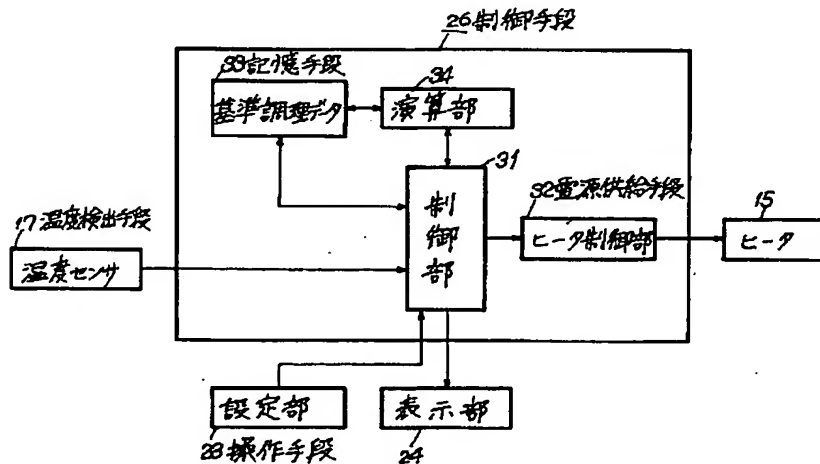 26制御手段
33記憶手段
基準調理データ
34
演算部
31
制御部
32電源供給手段
ヒータ制御部
15
ヒータ
17温度検出手段
温度センサ
設定部
23操作手段
表示部
24